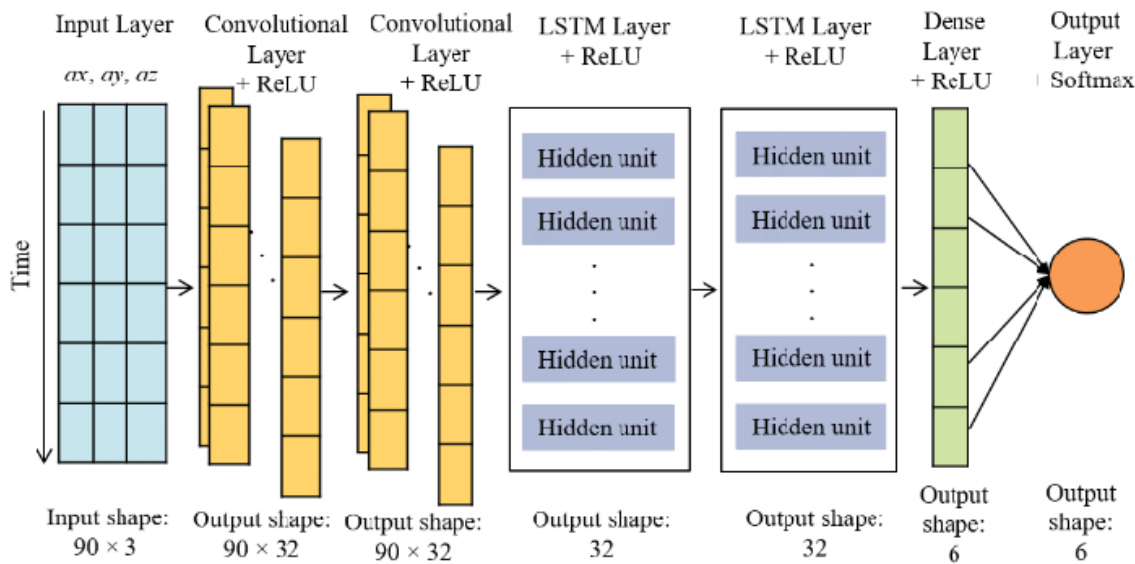 Input Layer
ax, ay, az
Convolutional
Layer
+ ReLU
Convolutional
Layer
+ ReLU
LSTM Layer
+ ReLU
LSTM Layer
+ ReLU
Dense
Layer
+ ReLU
Output
Layer
+ Softmax
Time
Hidden unit
Hidden unit
Hidden unit
Hidden unit
Hidden unit
Hidden unit
Hidden unit
Hidden unit
Input shape:
90 × 3
Output shape:
90 × 32
Output shape:
90 × 32
Output shape:
32
Output shape:
32
Output
shape:
6
Output
shape:
6